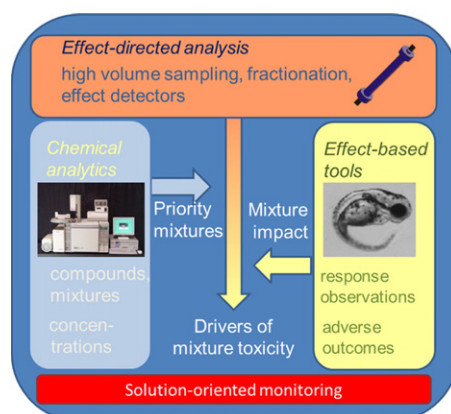 Effect-directed analysis
high volume sampling, fractionation,
effect detectors
Chemical
analytics
compounds,
mixtures
concen-
trations
Priority
mixtures
Mixture
impact
Effect-based
tools
response
observations
adverse
outcomes
Drivers of
mixture toxicity
Solution-oriented monitoring